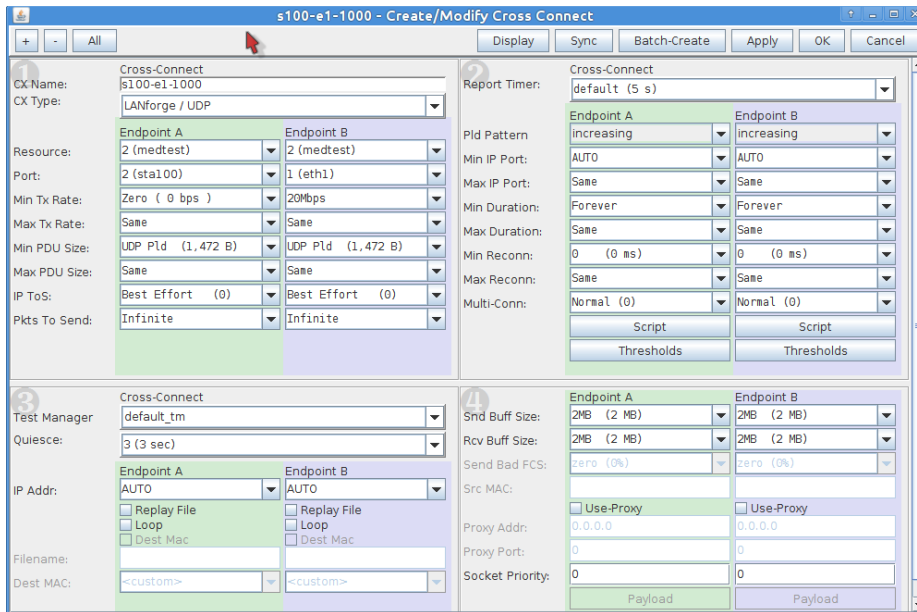 s100-e1-1000 - Create/Modify Cross Connect
+ - All Display Sync Batch-Create Apply OK Cancel
1
Cross-Connect
CX Name: s100-e1-1000
CX Type: LANforge / UDP
Endpoint A Endpoint B
Resource: 2 (medtest) 2 (medtest)
Port: 2 (sta100) 1 (eth1)
Min Tx Rate: Zero ( 0 bps ) 20Mbps
Max Tx Rate: Same Same
Min PDU Size: UDP Pld (1,472 B) UDP Pld (1,472 B)
Max PDU Size: Same Same
IP ToS: Best Effort (0) Best Effort (0)
Pkts To Send: Infinite Infinite
2
Cross-Connect
Report Timer: default (5 s)
Endpoint A Endpoint B
Pld Pattern increasing increasing
Min IP Port: AUTO AUTO
Max IP Port: Same Same
Min Duration: Forever Forever
Max Duration: Same Same
Min Reconn: 0 (0 ms) 0 (0 ms)
Max Reconn: Same Same
Multi-Conn: Normal (0) Normal (0)
Script Script
Thresholds Thresholds
3
Cross-Connect
Test Manager default_tm
Quiesce: 3 (3 sec)
Endpoint A Endpoint B
IP Addr: AUTO AUTO
Replay File Replay File
Loop Loop
Dest Mac Dest Mac
Filename:
Dest MAC: <custom> <custom>
4
Endpoint A Endpoint B
Snd Buff Size: 2MB (2 MB) 2MB (2 MB)
Rcv Buff Size: 2MB (2 MB) 2MB (2 MB)
Send Bad FCS: zero (0%) zero (0%)
Src MAC:
Use-Proxy Use-Proxy
Proxy Addr: 0.0.0.0 0.0.0.0
Proxy Port: 0 0
Socket Priority: 0 0
Payload Payload